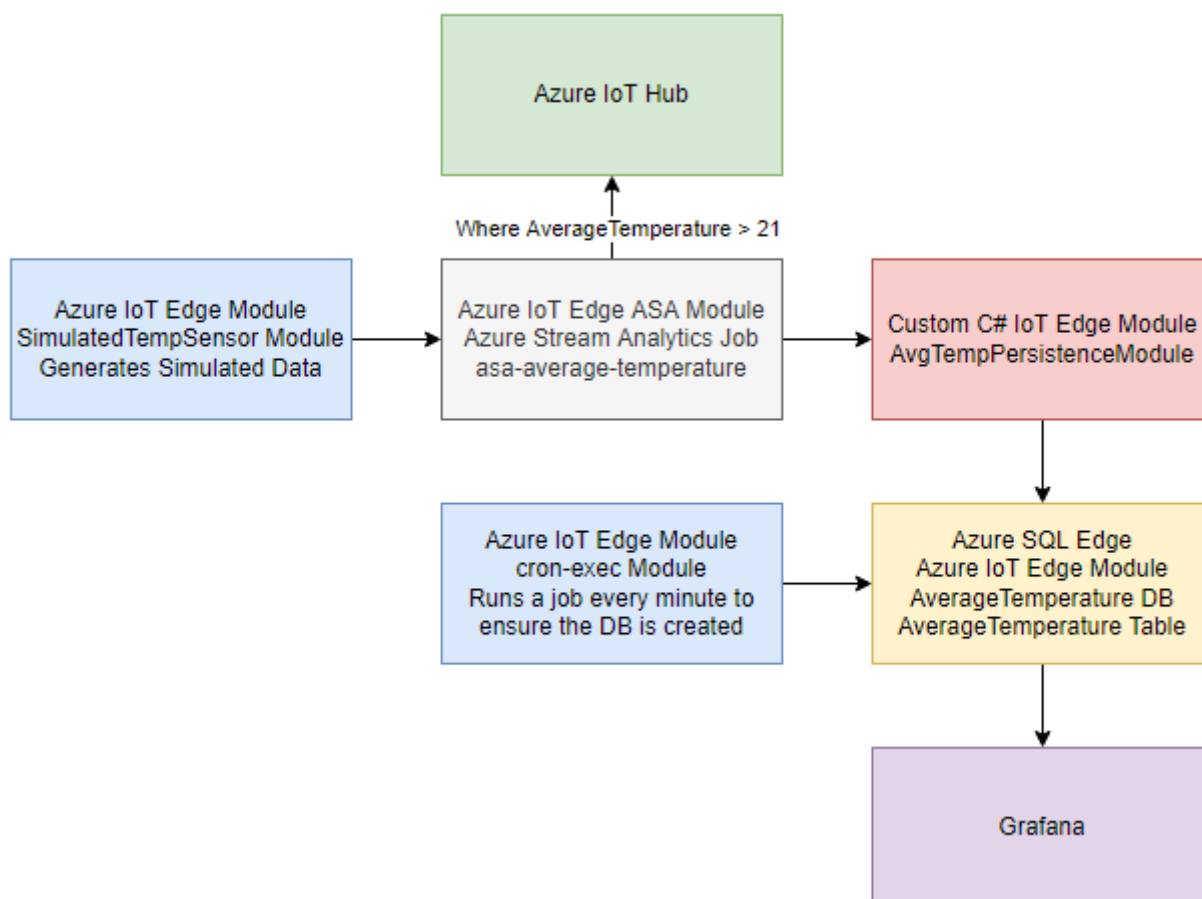 Azure IoT Hub
Where AverageTemperature > 21
Azure IoT Edge Module
SimulatedTempSensor Module
Generates Simulated Data
Azure IoT Edge ASA Module
Azure Stream Analytics Job
asa-average-temperature
Custom C# IoT Edge Module
AvgTempPersistenceModule
Azure IoT Edge Module
cron-exec Module
Runs a job every minute to
ensure the DB is created
Azure SQL Edge
Azure IoT Edge Module
AverageTemperature DB
AverageTemperature Table
Grafana